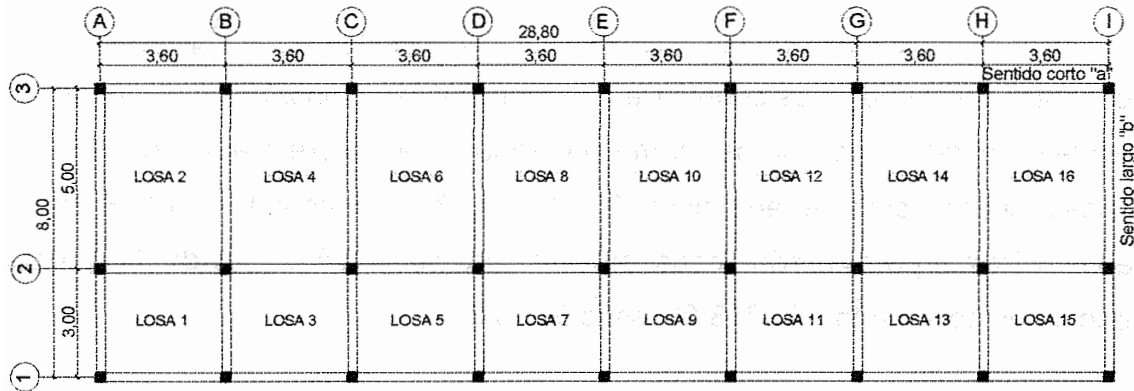 A B C D E F G H I
28,80
3,60 3,60 3,60 3,60 3,60 3,60 3,60 3,60
Sentido corto "a"
3
LOSA 2 LOSA 4 LOSA 6 LOSA 8 LOSA 10 LOSA 12 LOSA 14 LOSA 16
5,00
8,00
Sentido largo "b"
2
LOSA 1 LOSA 3 LOSA 5 LOSA 7 LOSA 9 LOSA 11 LOSA 13 LOSA 15
3,00
1